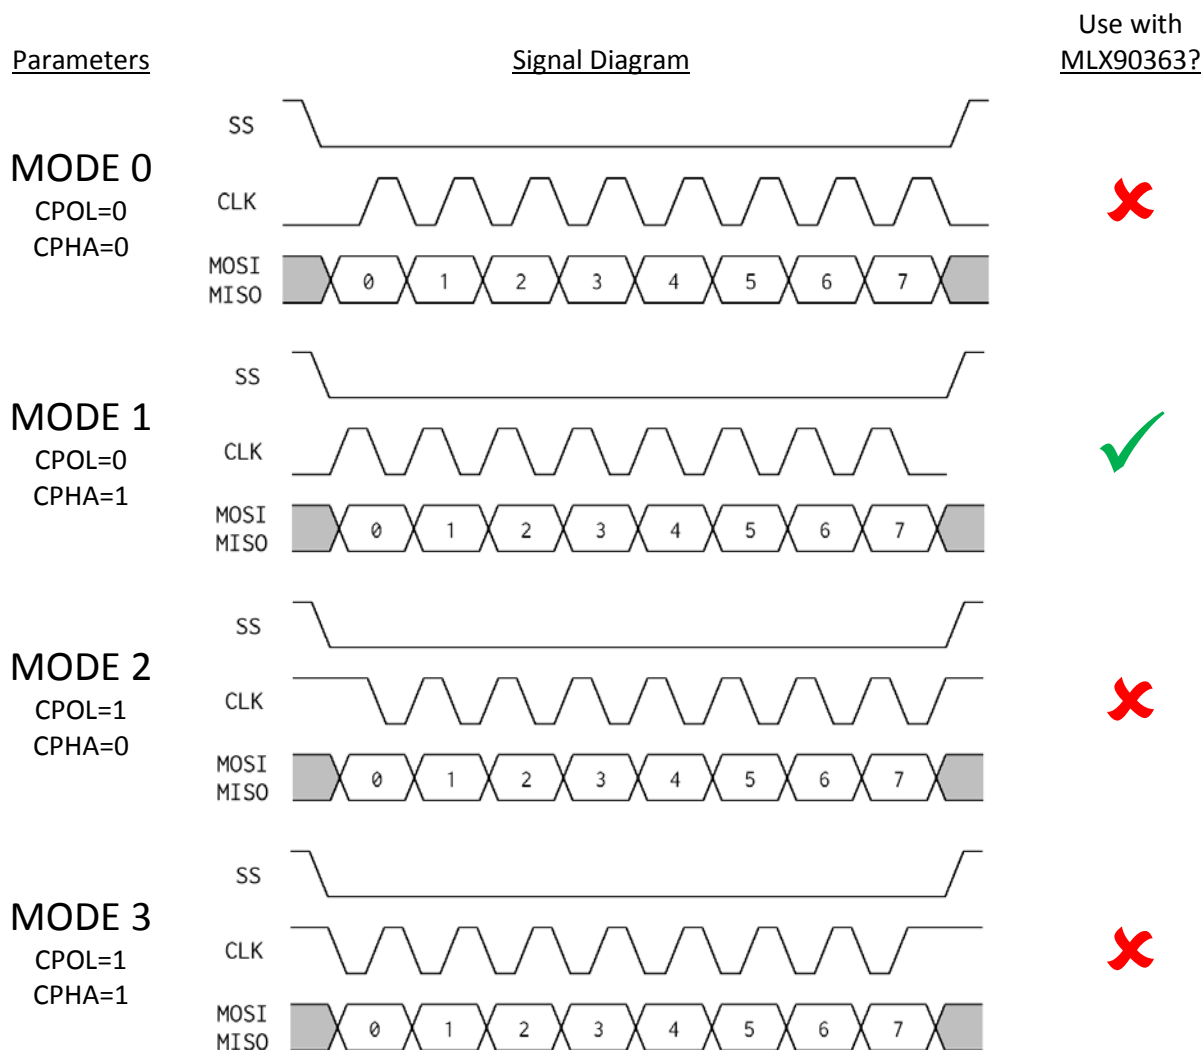 Parameters
Signal Diagram
Use with
MLX90363?
MODE 0
CPOL=0
CPHA=0
SS
CLK
MOSI
MISO
0 1 2 3 4 5 6 7
MODE 1
CPOL=0
CPHA=1
SS
CLK
MOSI
MISO
0 1 2 3 4 5 6 7
MODE 2
CPOL=1
CPHA=0
SS
CLK
MOSI
MISO
0 1 2 3 4 5 6 7
MODE 3
CPOL=1
CPHA=1
SS
CLK
MOSI
MISO
0 1 2 3 4 5 6 7